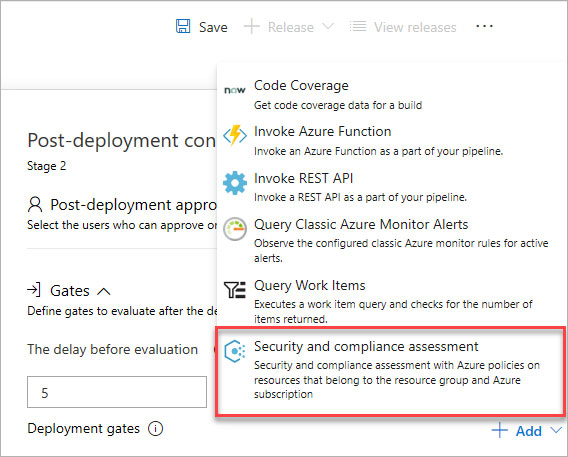 Save
Release
View releases
...
now
Code Coverage
Get code coverage data for a build
Invoke Azure Function
Invoke an Azure Function as a part of your pipeline.
Invoke REST API
Invoke a REST API as a part of your pipeline.
Query Classic Azure Monitor Alerts
Observe the configured classic Azure monitor rules for active
alerts.
Query Work Items
Executes a work item query and checks for the number of
items returned.
Security and compliance assessment
Security and compliance assessment with Azure policies on
resources that belong to the resource group and Azure
subscription
Post-deployment con
Stage 2
Post-deployment appro
Select the users who can approve or
Gates
Define gates to evaluate after the de
The delay before evaluation
5
Deployment gates
Add